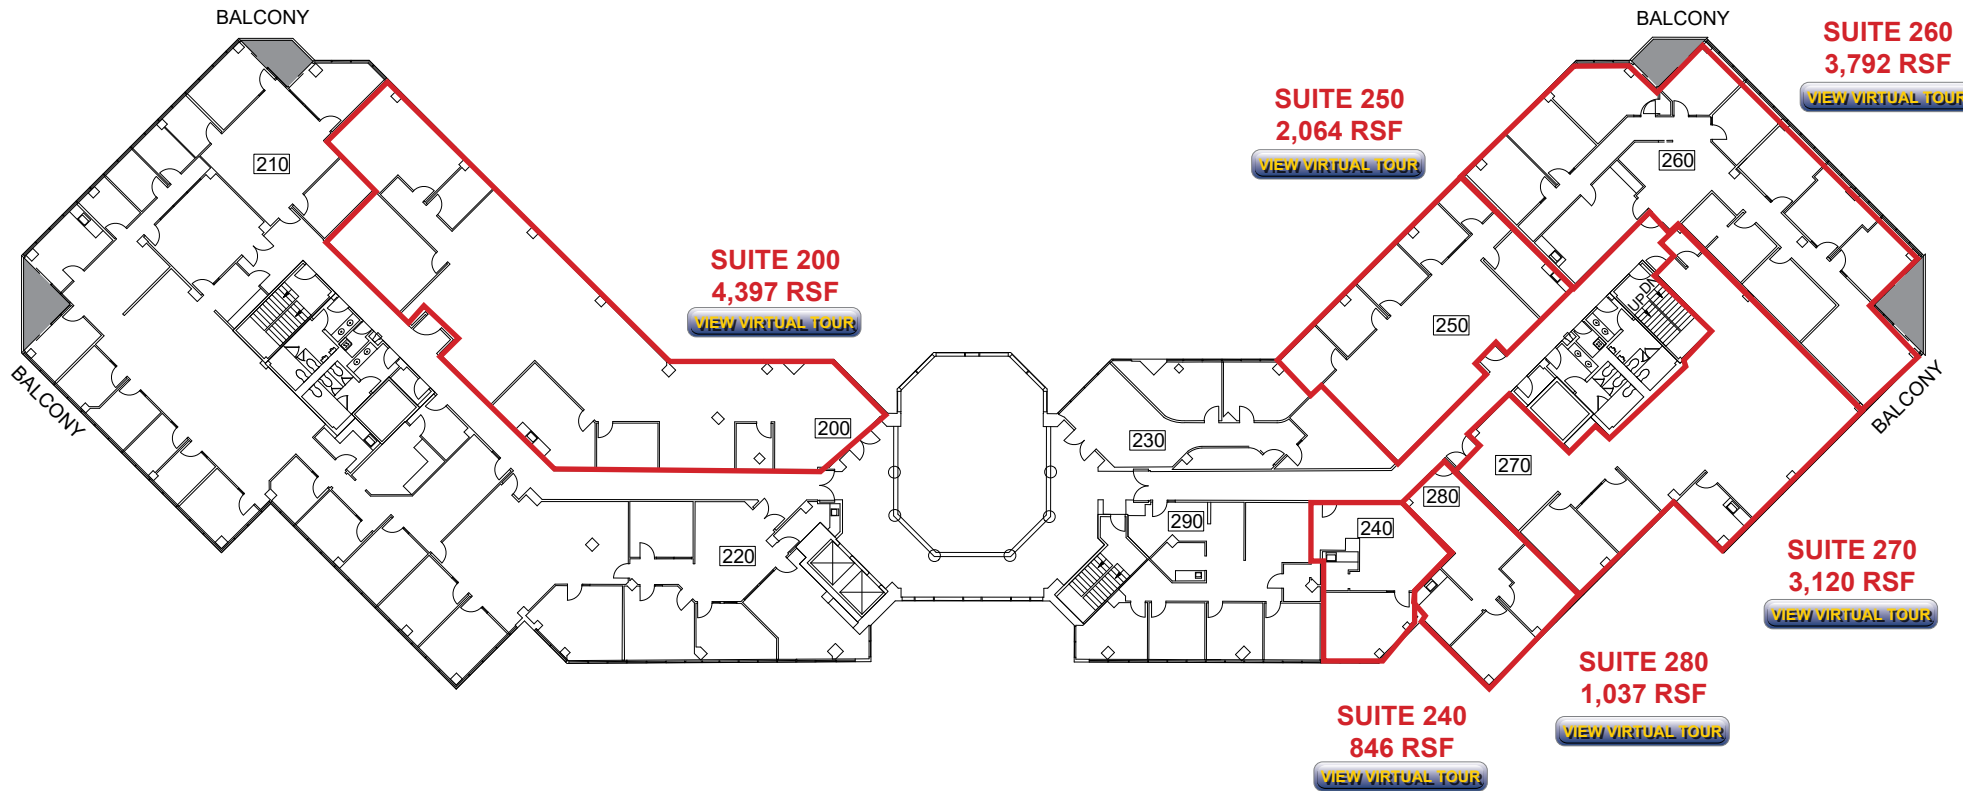 BALCONY
BALCONY
SUITE 260
3,792 RSF
VIEW VIRTUAL TOUR
SUITE 250
2,064 RSF
VIEW VIRTUAL TOUR
210
260
SUITE 200
4,397 RSF
VIEW VIRTUAL TOUR
UP DN
250
BALCONY
BALCONY
200
230
270
280
290
240
220
SUITE 270
3,120 RSF
VIEW VIRTUAL TOUR
SUITE 280
1,037 RSF
VIEW VIRTUAL TOUR
SUITE 240
846 RSF
VIEW VIRTUAL TOUR